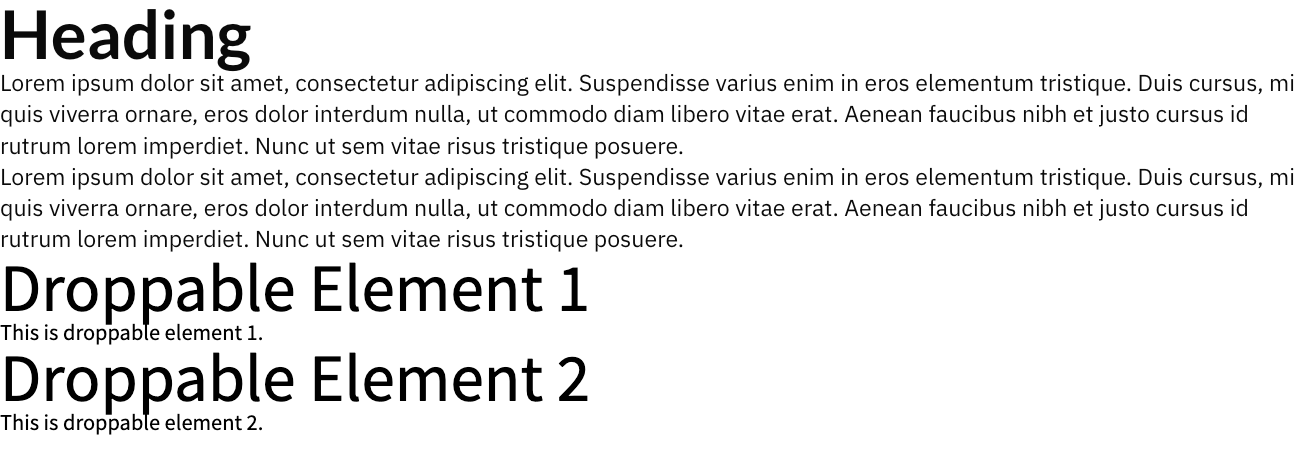 Heading
Lorem ipsum dolor sit amet, consectetur adipiscing elit. Suspendisse varius enim in eros elementum tristique. Duis cursus, mi
quis viverra ornare, eros dolor interdum nulla, ut commodo diam libero vitae erat. Aenean faucibus nibh et justo cursus id
rutrum lorem imperdiet. Nunc ut sem vitae risus tristique posuere.
Lorem ipsum dolor sit amet, consectetur adipiscing elit. Suspendisse varius enim in eros elementum tristique. Duis cursus, mi
quis viverra ornare, eros dolor interdum nulla, ut commodo diam libero vitae erat. Aenean faucibus nibh et justo cursus id
rutrum lorem imperdiet. Nunc ut sem vitae risus tristique posuere.
Droppable Element 1
This is droppable element 1.
Droppable Element 2
This is droppable element 2.